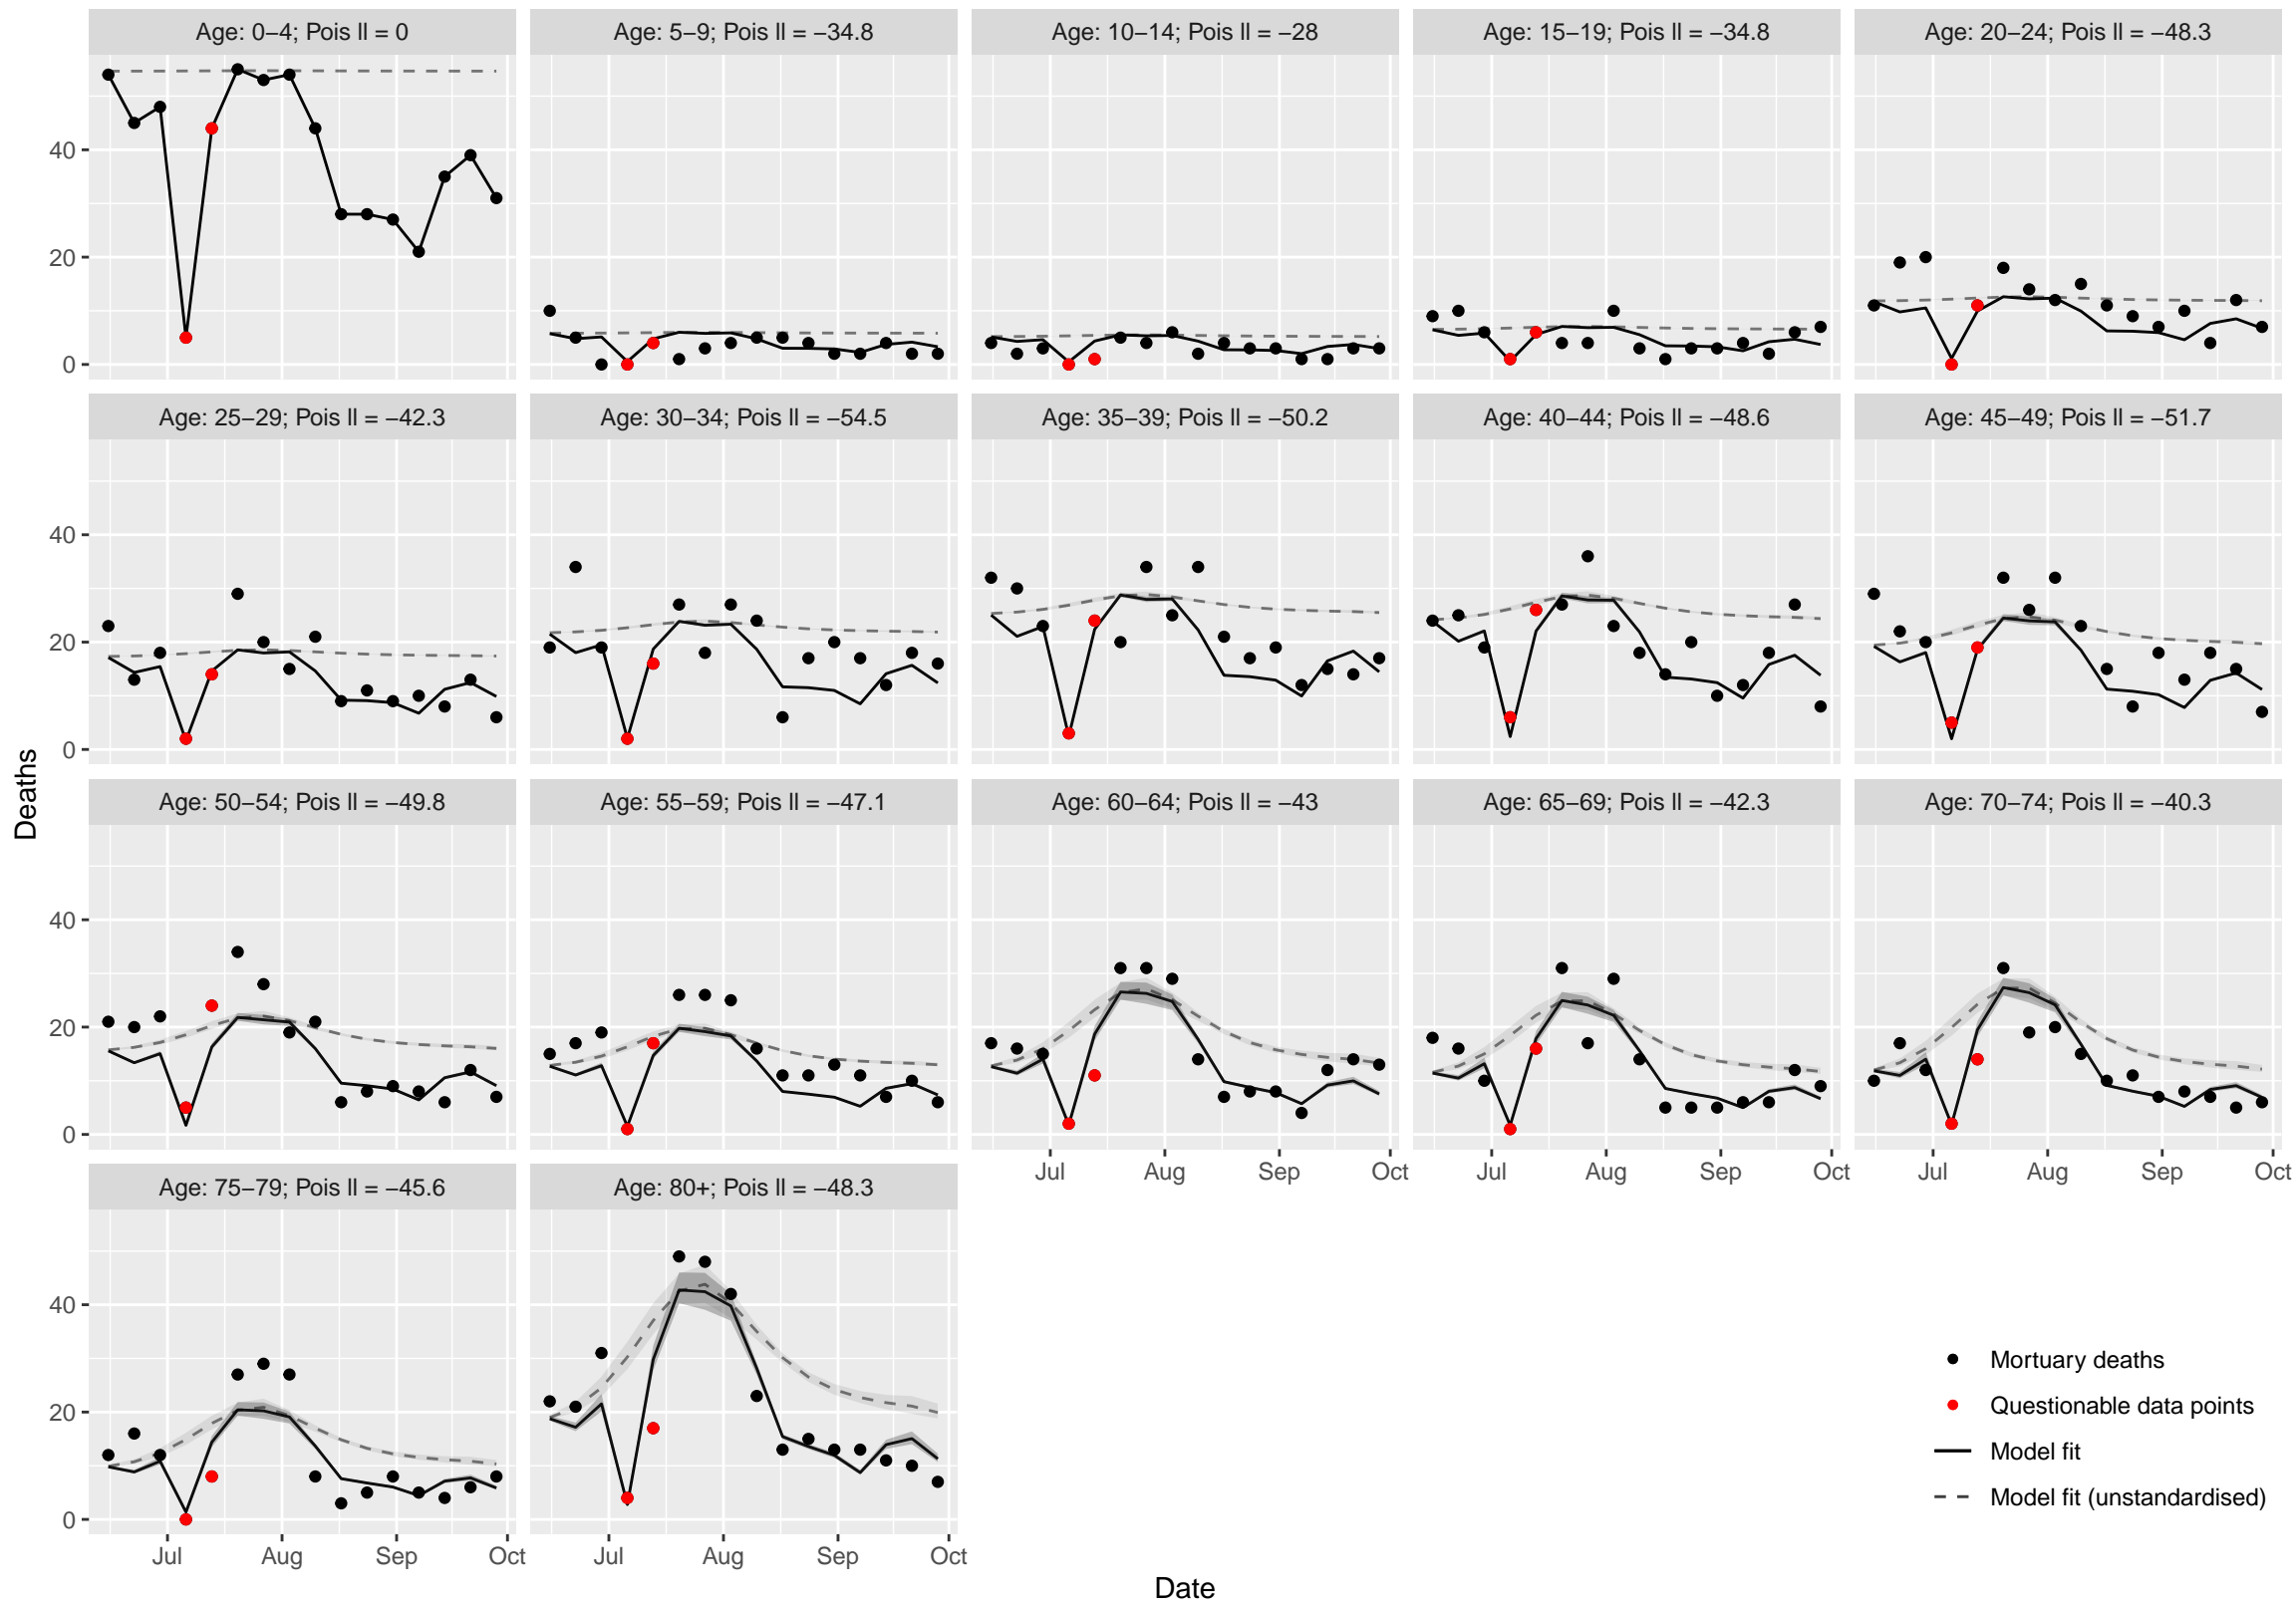 Age: 0−4; Pois ll = 0
Age: 5−9; Pois ll = −34.8
Age: 10−14; Pois ll = −28
Age: 15−19; Pois ll = −34.8
Age: 20−24; Pois ll = −48.3
40
20
0
Age: 25−29; Pois ll = −42.3
Age: 30−34; Pois ll = −54.5
Age: 35−39; Pois ll = −50.2
Age: 40−44; Pois ll = −48.6
Age: 45−49; Pois ll = −51.7
40
20
0
Deaths
Age: 50−54; Pois ll = −49.8
Age: 55−59; Pois ll = −47.1
Age: 60−64; Pois ll = −43
Age: 65−69; Pois ll = −42.3
Age: 70−74; Pois ll = −40.3
40
20
0
Jul Aug Sep Oct
Jul Aug Sep Oct
Jul Aug Sep Oct
Age: 75−79; Pois ll = −45.6
Age: 80+; Pois ll = −48.3
40
20
0
Jul Aug Sep Oct
Jul Aug Sep Oct
Mortuary deaths
Questionable data points
Model fit
Model fit (unstandardised)
Date